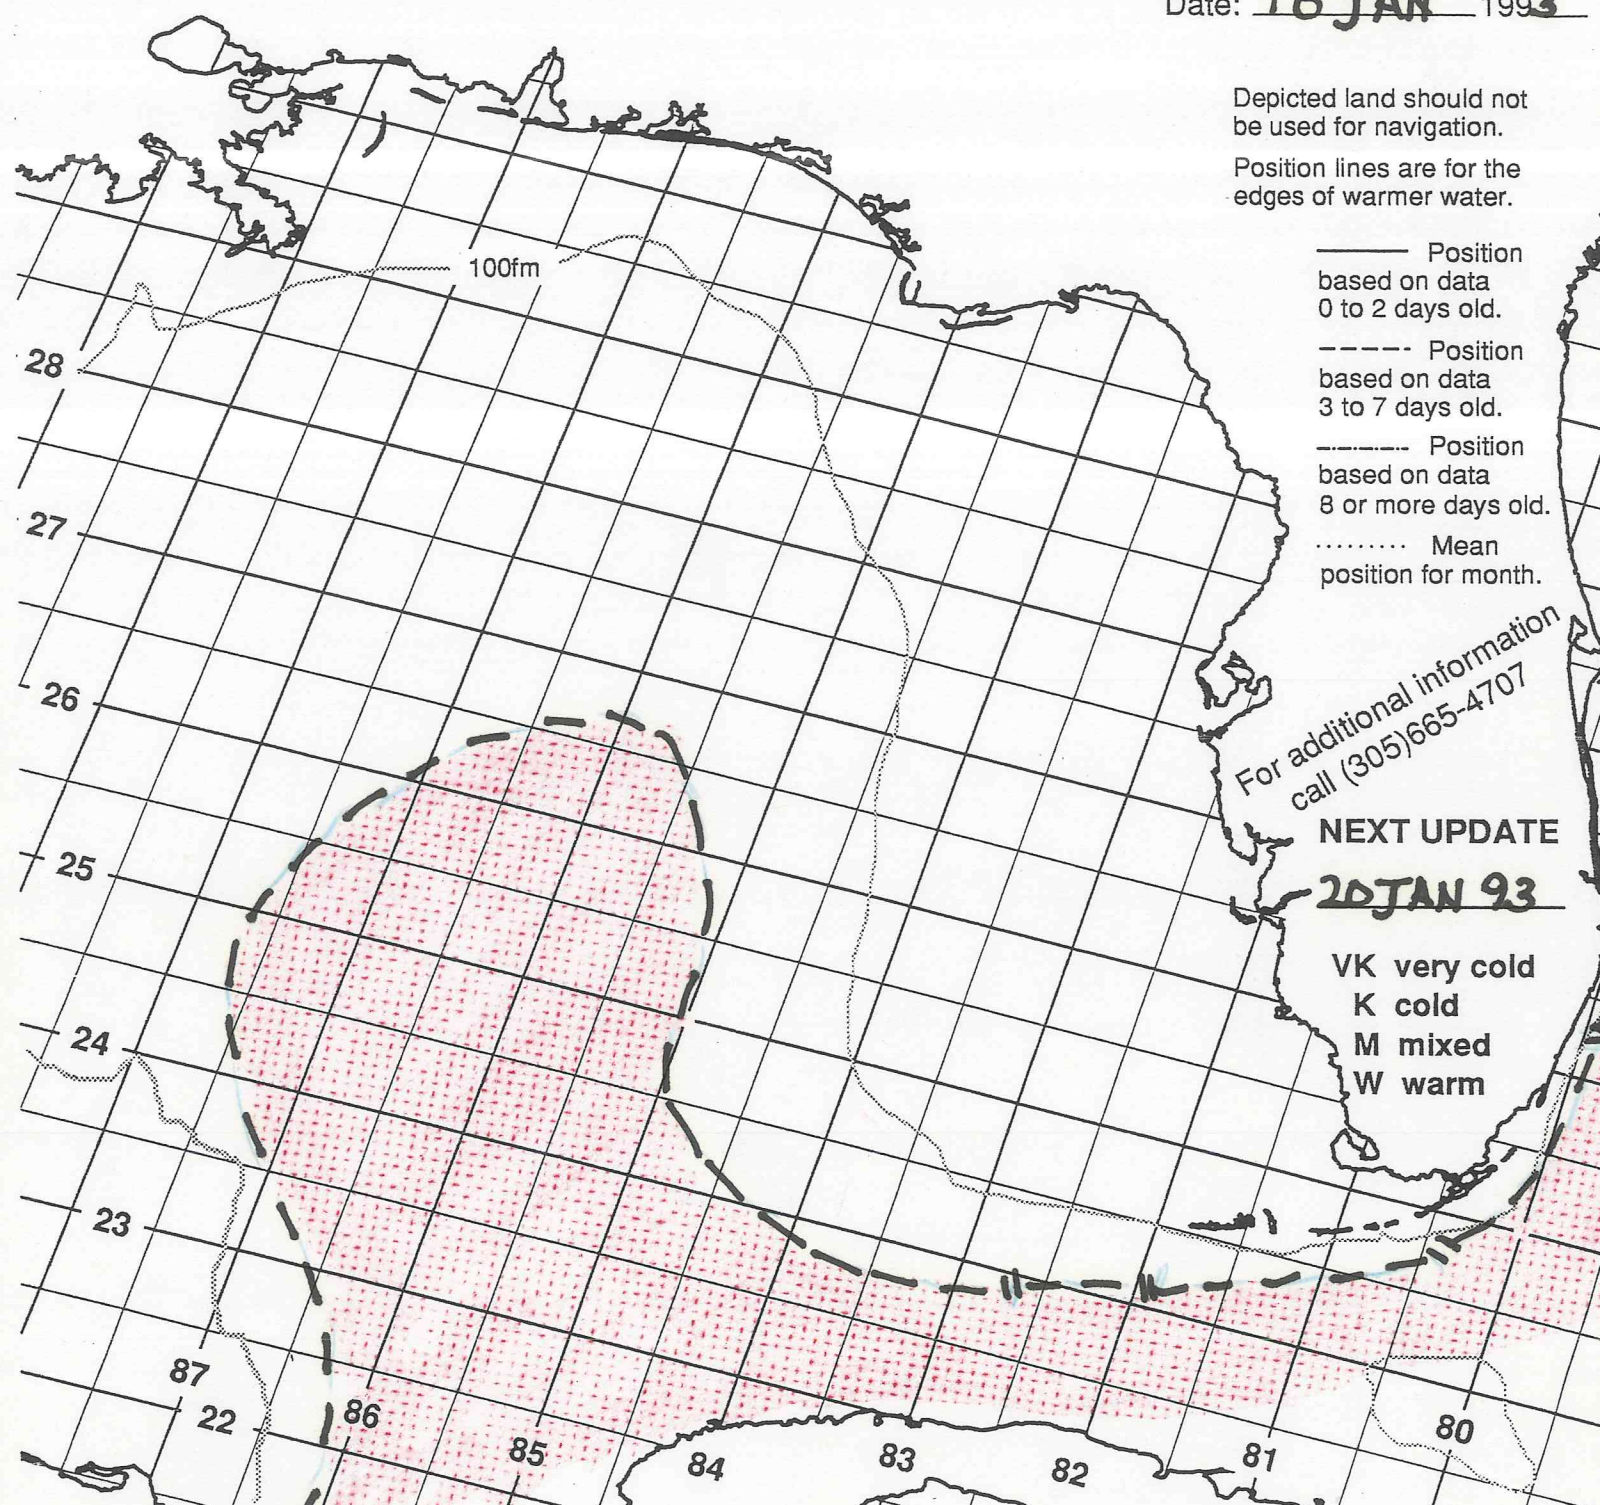 Date: JAN 1993
Depicted land should not
be used for navigation.
Position lines are for the
edges of warmer water.
Position
based on data
0 to 2 days old.
Position
based on data
3 to 7 days old.
Position
based on data
8 or more days old.
Mean
position for month.
For additional information
call (305)665-4707
NEXT UPDATE
20 JAN 93
VK very cold
K cold
M mixed
W warm
100fm
28
27
26
25
24
23
87
22
86
85
84
83
82
81
80